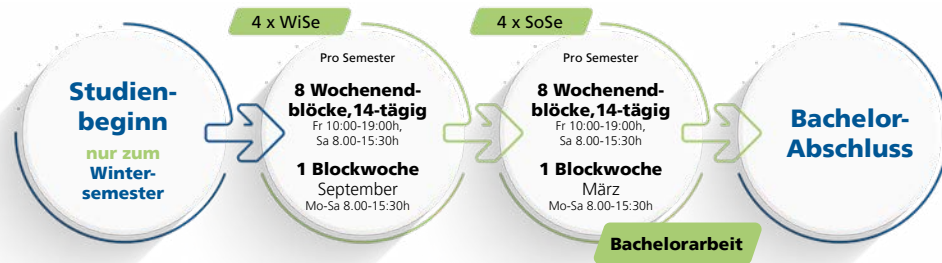 Studien-
beginn
nur zum
Winter-
semester
4 x WiSe
Pro Semester
8 Wochenend-
blöcke,14-tägig
Fr 10:00-19:00h,
Sa 8.00-15:30h
1 Blockwoche
September
Mo-Sa 8.00-15:30h
4 x SoSe
Pro Semester
8 Wochenend-
blöcke,14-tägig
Fr 10:00-19:00h,
Sa 8.00-15:30h
1 Blockwoche
März
Mo-Sa 8.00-15:30h
Bachelorarbeit
Bachelor-
Abschluss